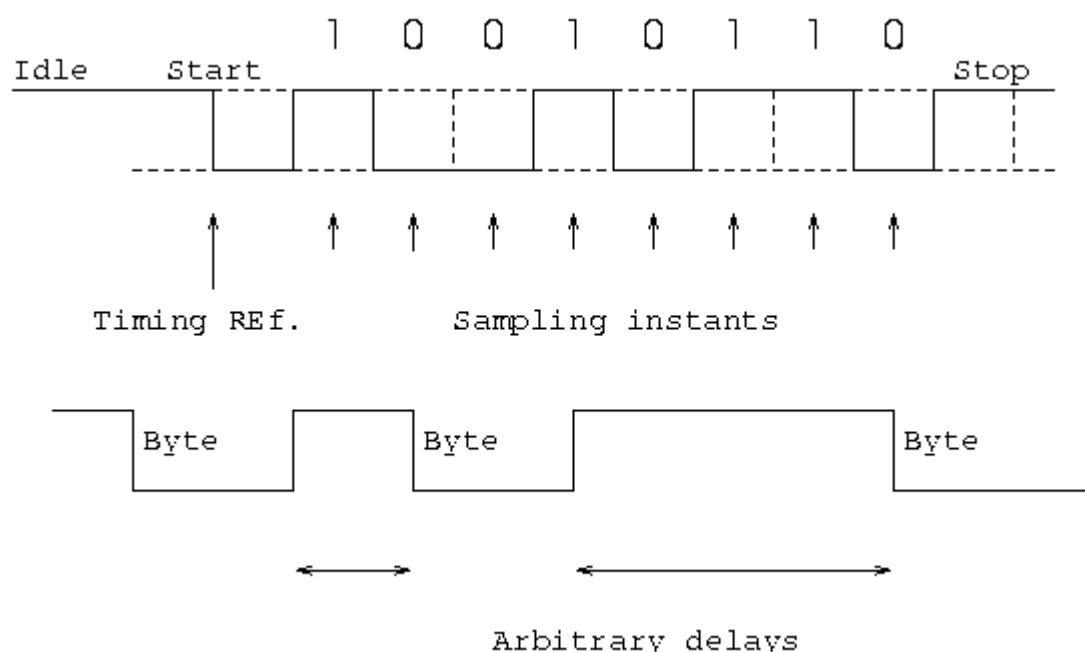 1 0 0 1 0 1 1 0
Idle Start Stop
Timing REf. Sampling instants
Byte Byte Byte
Arbitrary delays